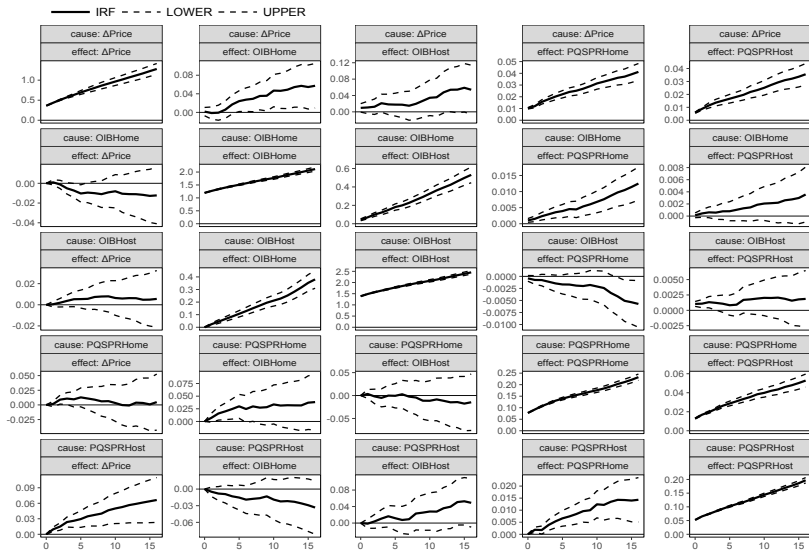 IRF LOWER UPPER
cause: ΔPrice cause: ΔPrice cause: ΔPrice cause: ΔPrice cause: ΔPrice
effect: ΔPrice effect: OIBHome effect: OIBHost effect: PQSPRHome effect: PQSPRHost
1.0 0.08 0.12 0.05 0.04
0.5 0.04 0.08 0.04 0.02
0.0 0.00 0.04 0.03 0.00
0.00 0.02
0.01
0.00
cause: OIBHome cause: OIBHome cause: OIBHome cause: OIBHome cause: OIBHome
effect: ΔPrice effect: OIBHome effect: OIBHost effect: PQSPRHome effect: PQSPRHost
0.00 2.0 0.6 0.015 0.008
-0.02 1.5 0.4 0.010 0.006
-0.04 1.0 0.2 0.005 0.004
0.5 0.0 0.000 0.002
0.0 0.000
cause: OIBHost cause: OIBHost cause: OIBHost cause: OIBHost cause: OIBHost
effect: ΔPrice effect: OIBHome effect: OIBHost effect: PQSPRHome effect: PQSPRHost
0.02 0.4 2.5 0.0000 0.0050
0.00 0.3 2.0 -0.0025 0.0025
-0.02 0.2 1.5 -0.0050 0.0000
0.1 1.0 -0.0075 -0.0025
0.0 0.5 -0.0100
0.0
cause: PQSPRHome cause: PQSPRHome cause: PQSPRHome cause: PQSPRHome cause: PQSPRHome
effect: ΔPrice effect: OIBHome effect: OIBHost effect: PQSPRHome effect: PQSPRHost
0.050 0.075 0.05 0.25 0.06
0.025 0.050 0.00 0.20 0.04
0.000 0.025 -0.05 0.15 0.02
-0.025 0.000 0.10 0.00
0.05
0.00
cause: PQSPRHost cause: PQSPRHost cause: PQSPRHost cause: PQSPRHost cause: PQSPRHost
effect: ΔPrice effect: OIBHome effect: OIBHost effect: PQSPRHome effect: PQSPRHost
0.09 0.00 0.08 0.020 0.20
0.06 -0.03 0.04 0.015 0.15
0.03 -0.06 0.00 0.010 0.10
0.00 0.005 0.05
0.000 0.00
0 5 10 15 0 5 10 15 0 5 10 15 0 5 10 15 0 5 10 15